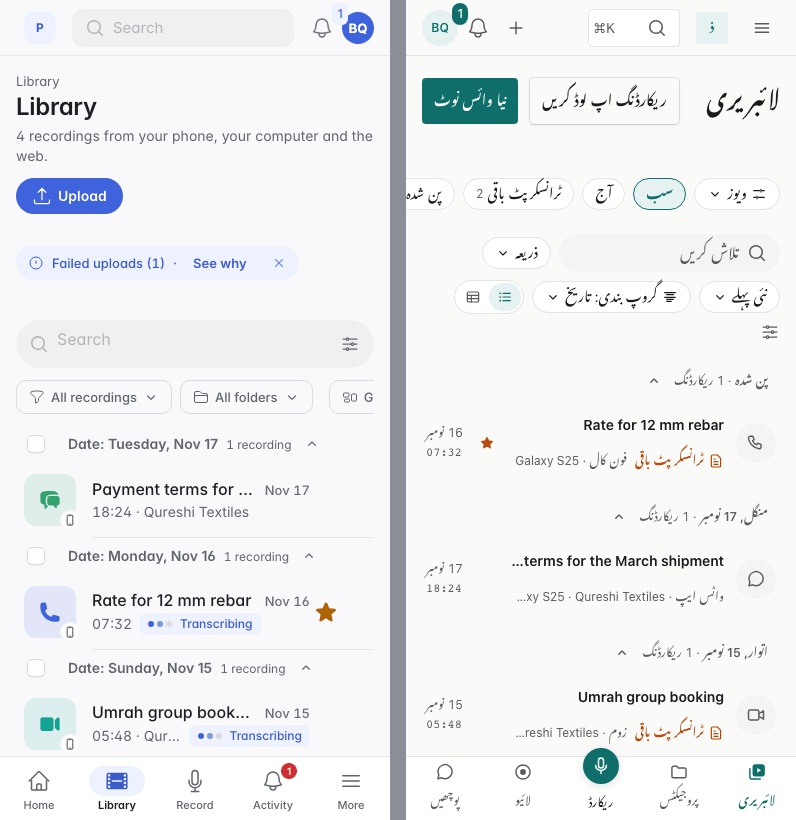 P
Search
1
BQ
Library
Library
4 recordings from your phone, your computer and the
web.
Upload
Failed uploads (1) · See why
Search
All recordings
All folders
G
Date: Tuesday, Nov 17 1 recording
Payment terms for ... Nov 17
18:24 · Qureshi Textiles
Date: Monday, Nov 16 1 recording
Rate for 12 mm rebar Nov 16
07:32 Transcribing
Date: Sunday, Nov 15 1 recording
Umrah group book... Nov 15
05:48 · Qur... Transcribing
1
Home Library Record Activity More
BQ
1
⌘K
ذ
لائبریری
ریکارڈنگ اپ لوڈ کریں
نیا وائس نوٹ
ویوز
سب
آج
ٹرانسکرپٹ باقی 2
پن شدہ
تلاش کریں
ذریعہ
نئی پہلے
گروپ بندی: تاریخ
پن شدہ · 1 ریکارڈنگ
Rate for 12 mm rebar
16 نومبر
ٹرانسکرپٹ باقی فون کال · Galaxy S25
07:32
منگل, 17 نومبر · 1 ریکارڈنگ
...terms for the March shipment
17 نومبر
واٹس ایپ · Qureshi Textiles · xy S25...
18:24
اتوار, 15 نومبر · 1 ریکارڈنگ
Umrah group booking
15 نومبر
ٹرانسکرپٹ باقی زوم · reshi Textiles...
05:48
لائبریری
پروجیکٹس
ریکارڈ
لائیو
پوچھیں